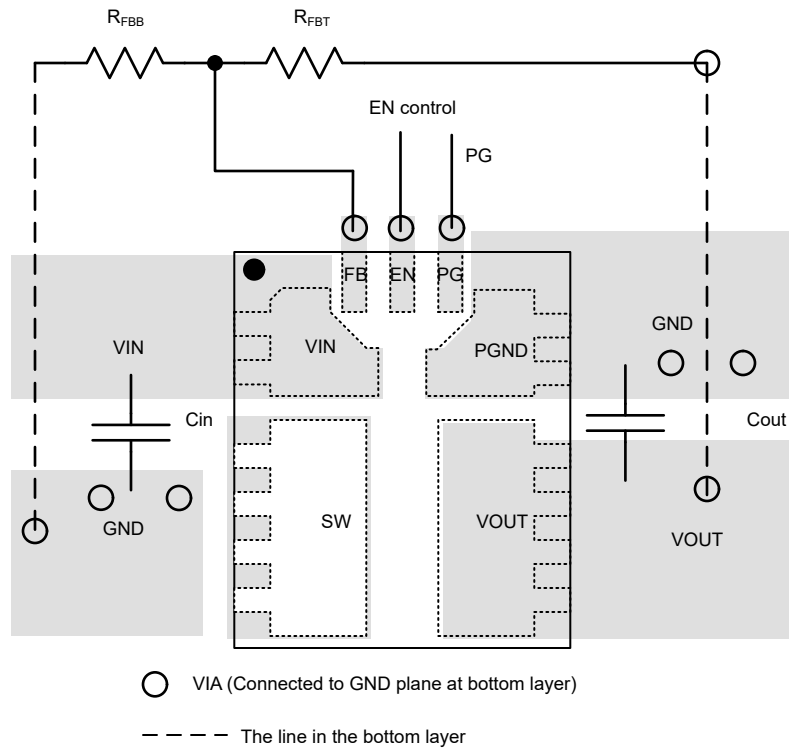 RFBB RFBT
EN control
PG
FB EN PG
GND
VIN VIN PGND
Cin Cout
SW VOUT
GND VOUT
VIA (Connected to GND plane at bottom layer)
The line in the bottom layer